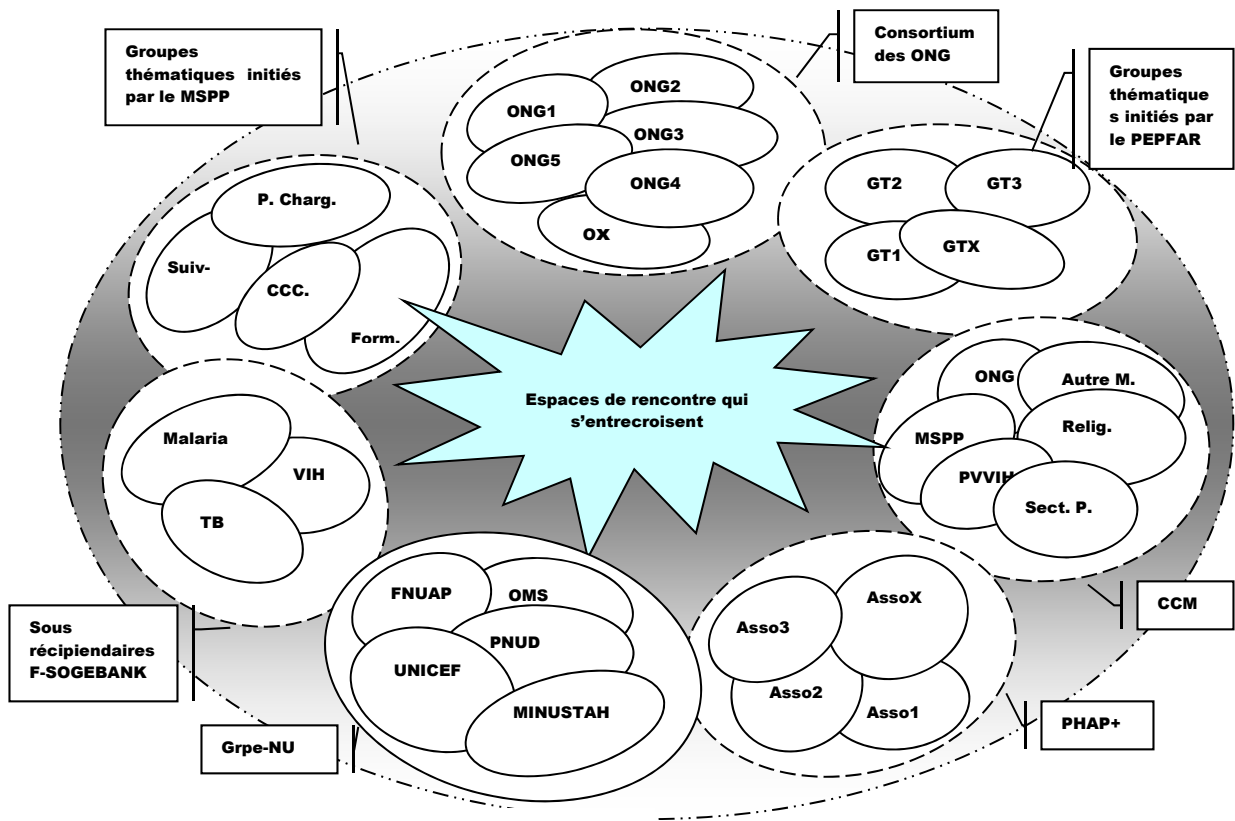 Groupes
thématiques initiés
par le MSPP
Consortium
des ONG
Groupes
thématique
s initiés par
le PEPFAR
ONG1
ONG2
ONG3
ONG5
ONG4
OX
GT2
GT3
GT1
GTX
P. Charg.
Suiv-
CCC.
Form.
Espaces de rencontre qui
s’entrecroisent
ONG
Autre M.
MSPP
Relig.
PVVIH
Sect. P.
Malaria
VIH
TB
FNUAP
OMS
PNUD
UNICEF
MINUSTAH
AssoX
Asso3
Asso2
Asso1
CCM
Sous
récipiendaires
F-SOGEBANK
Grpe-NU
PHAP+